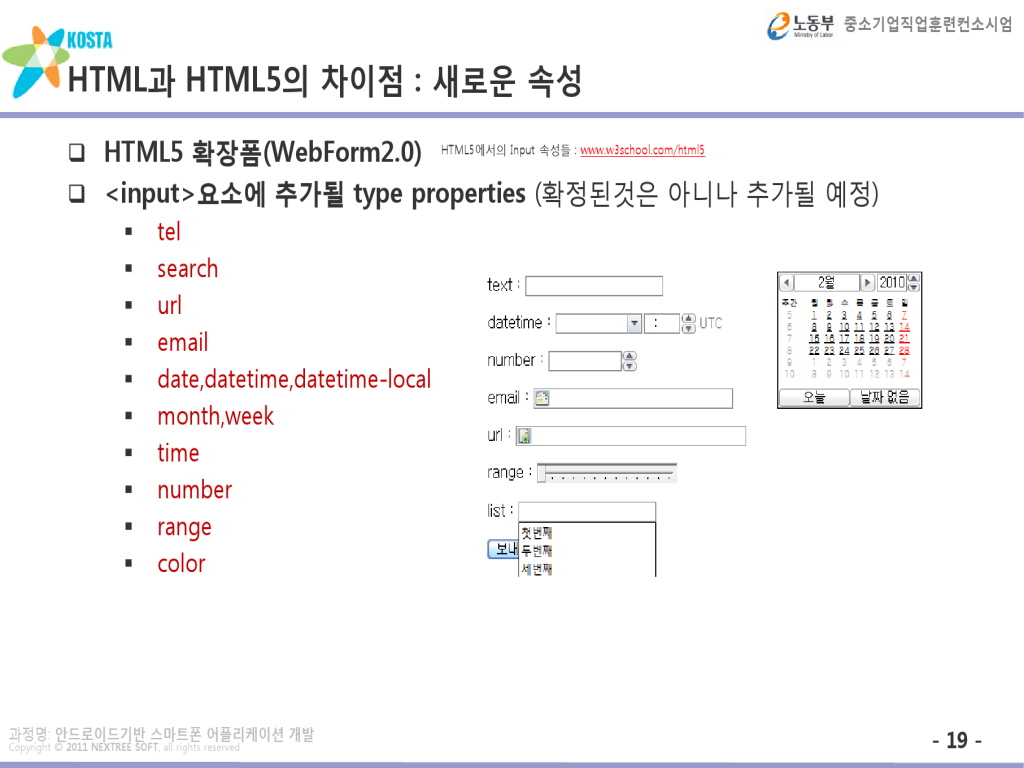 노동부
Ministry of Labor
중소기업직업훈련컨소시엄
KOSTA
HTML과 HTML5의 차이점 : 새로운 속성
❑ HTML5 확장폼(WebForm2.0) HTML5에서의 Input 속성들 : www.w3school.com/html5
❑ <input>요소에 추가될 type properties (확정된것은 아니나 추가될 예정)
▪ tel
▪ search
▪ url
▪ email
▪ date,datetime,datetime-local
▪ month,week
▪ time
▪ number
▪ range
▪ color
text :
datetime : : UTC
number :
email :
url :
range :
list :
첫번째
보내
두번째
세번째
2월 2010
주간 월 화 수 목 금 토 일
5 1 2 3 4 5 6 7
6 8 9 10 11 12 13 14
7 15 16 17 18 19 20 21
8 22 23 24 25 26 27 28
9 1 2 3 4 5 6 7
10 8 9 10 11 12 13 14
오늘 날짜 없음
과정명: 안드로이드기반 스마트폰 어플리케이션 개발
Copyright © 2011 NEXTREE SOFT, all rights reserved
- 19 -